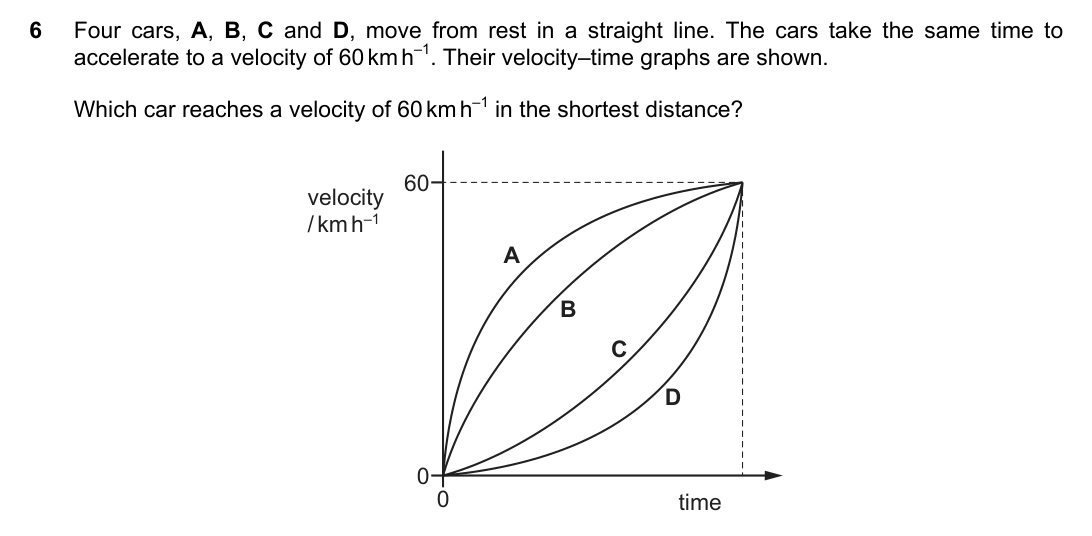 6 Four cars, A, B, C and D, move from rest in a straight line. The cars take the same time to
accelerate to a velocity of 60 km h⁻¹. Their velocity–time graphs are shown.
Which car reaches a velocity of 60 km h⁻¹ in the shortest distance?
60
velocity
/ km h⁻¹
A
B
C
D
0
0
time